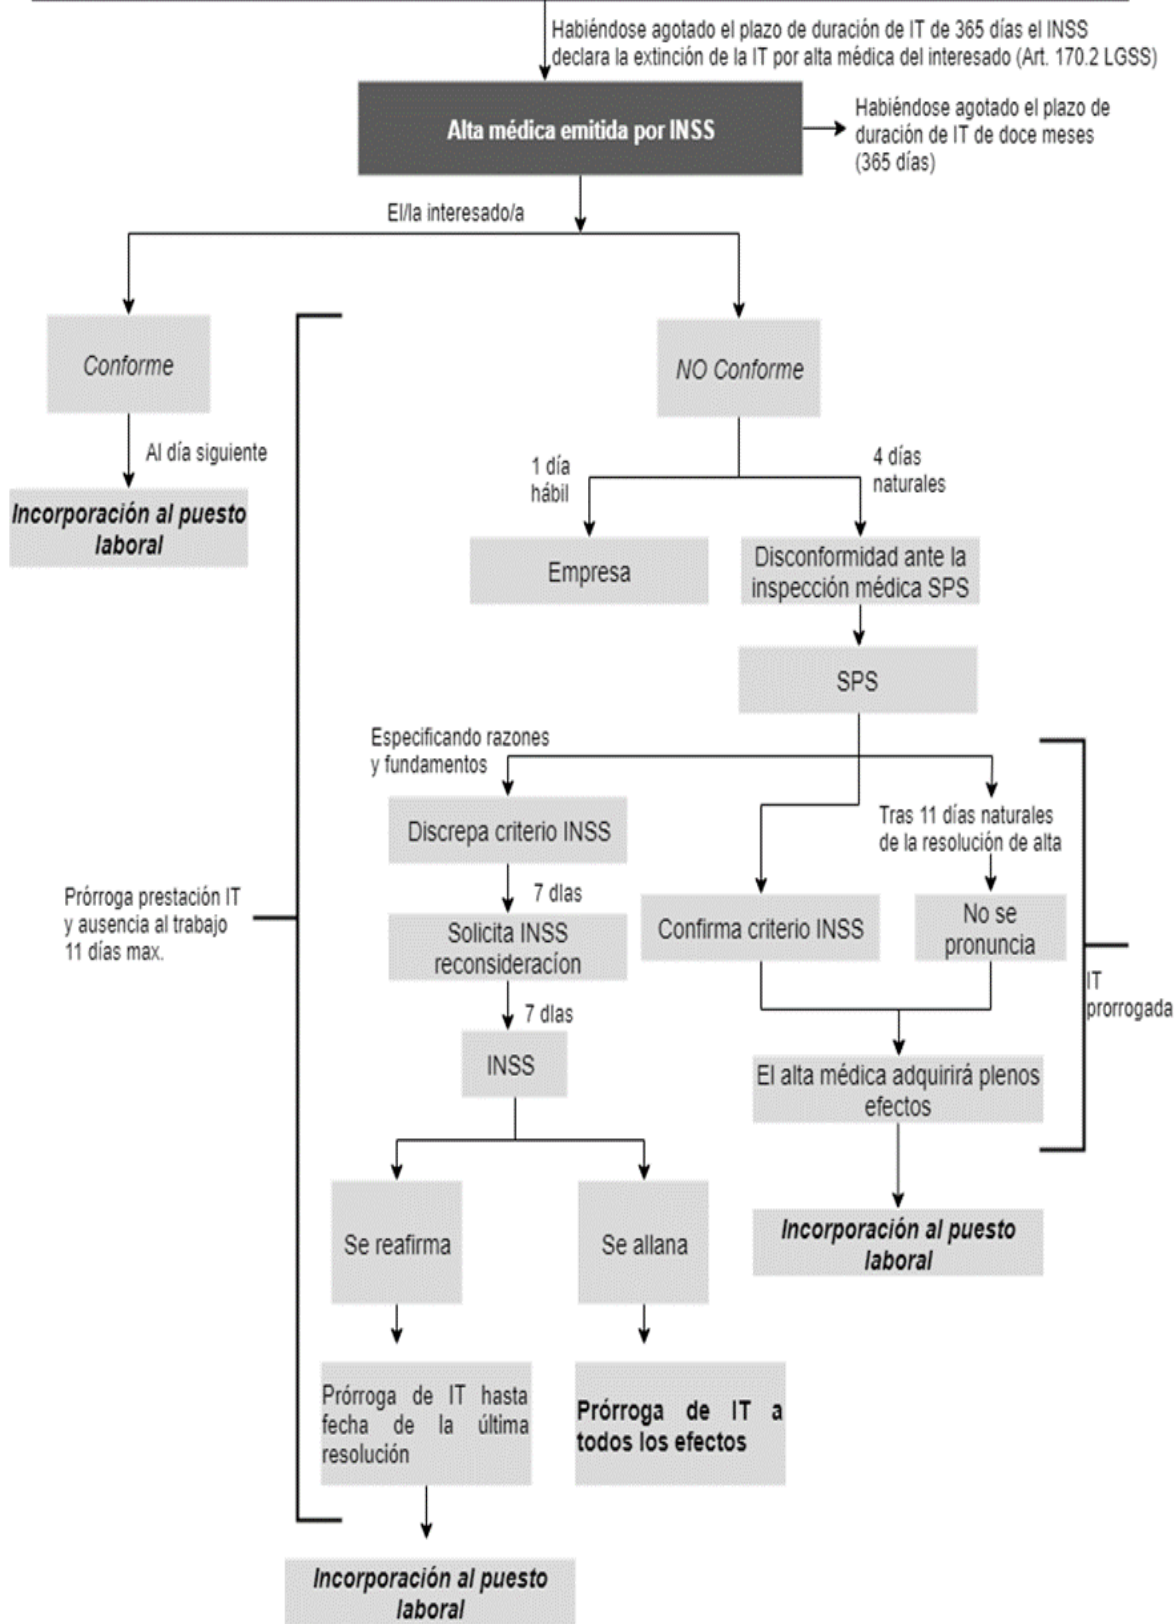 Habiéndose agotado el plazo de duración de IT de 365 días el INSS
declara la extinción de la IT por alta médica del interesado (Art. 170.2 LGSS)
Alta médica emitida por INSS
Habiéndose agotado el plazo de
duración de IT de doce meses
(365 días)
El/la interesado/a
Conforme
NO Conforme
Al día siguiente
Incorporación al puesto
laboral
1 día
hábil
4 días
naturales
Empresa
Disconformidad ante la
inspección médica SPS
SPS
Especificando razones
y fundamentos
Discrepa criterio INSS
Tras 11 días naturales
de la resolución de alta
7 dIas
Solicita INSS
reconsideracíon
Confirma criterio INSS
No se
pronuncia
Prórroga prestación IT
y ausencia al trabajo
11 días max.
IT
prorrogada
7 dIas
INSS
El alta médica adquirirá plenos
efectos
Se reafirma
Se allana
Incorporación al puesto
laboral
Prórroga de IT hasta
fecha de la última
resolución
Prórroga de IT a
todos los efectos
Incorporación al puesto
laboral